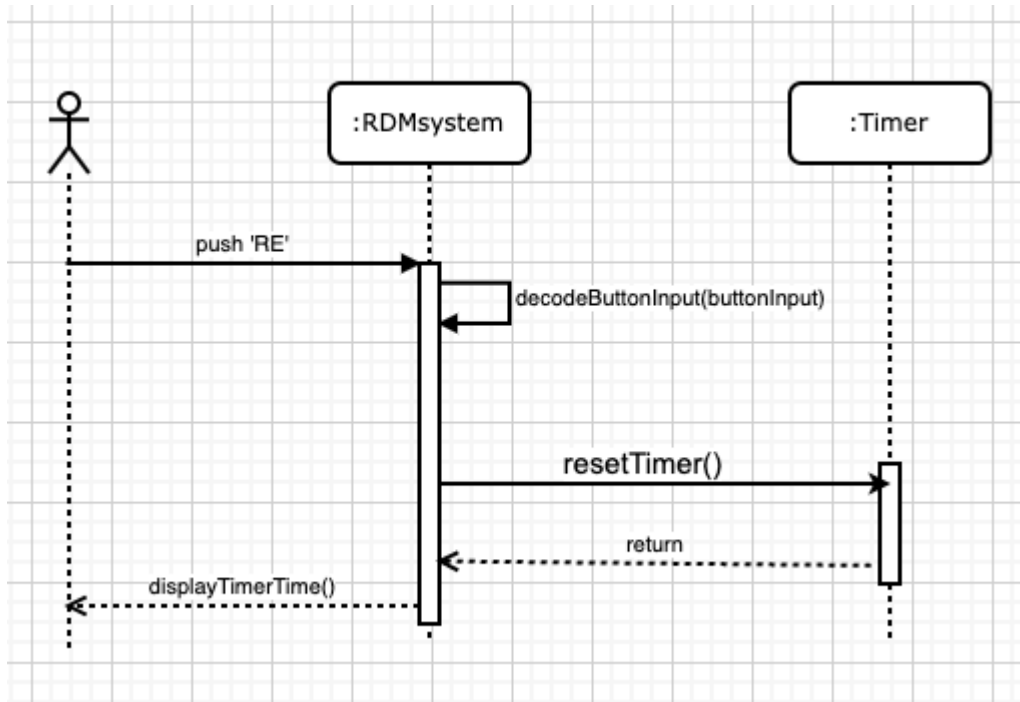 :RDMsystem
:Timer
push 'RE'
decodeButtonInput(buttonInput)
resetTimer()
return
displayTimerTime()